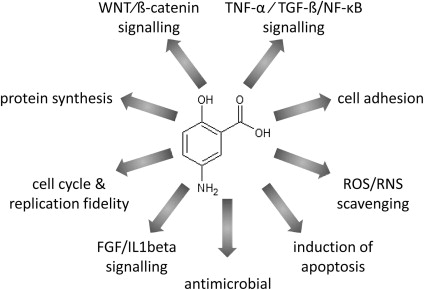 WNT/ß-catenin
signalling
TNF-α / TGF-ß/NF-κB
signalling
protein synthesis
cell adhesion
OH
O
OH
NH₂
cell cycle &
replication fidelity
ROS/RNS
scavenging
FGF/IL1beta
signalling
induction of
apoptosis
antimicrobial